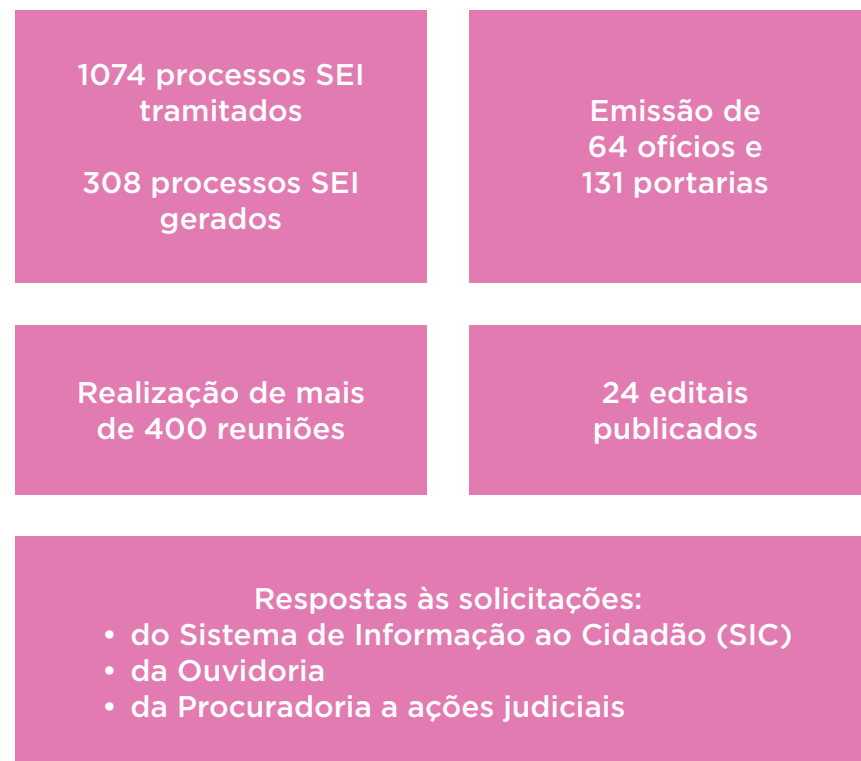 1074 processos SEI
tramitados
308 processos SEI
gerados
Emissão de
64 ofícios e
131 portarias
Realização de mais
de 400 reuniões
24 editais
publicados
Respostas às solicitações:
• do Sistema de Informação ao Cidadão (SIC)
• da Ouvidoria
• da Procuradoria a ações judiciais